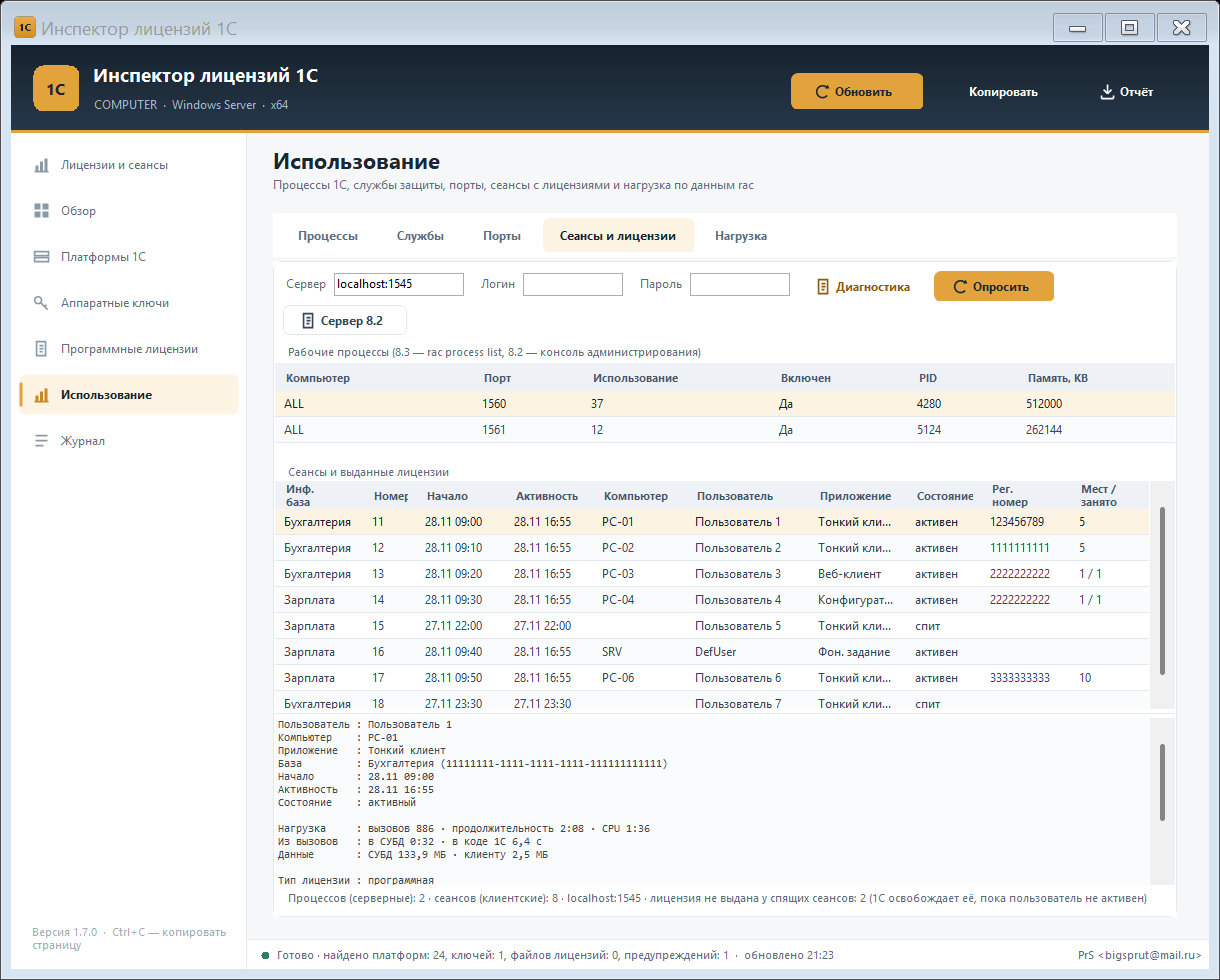 1С Инспектор лицензий 1С
1С
Инспектор лицензий 1С
COMPUTER · Windows Server · x64
Обновить
Копировать
Отчёт
Лицензии и сеансы
Обзор
Платформы 1С
Аппаратные ключи
Программные лицензии
Использование
Журнал
Версия 1.7.0 · Ctrl+C — копировать
страницу
Использование
Процессы 1С, службы защиты, порты, сеансы с лицензиями и нагрузка по данным rac
Процессы Службы Порты Сеансы и лицензии Нагрузка
Сервер localhost:1545 Логин Пароль Диагностика Опросить
Сервер 8.2
Рабочие процессы (8.3 — rac process list, 8.2 — консоль администрирования)
Компьютер Порт Использование Включен PID Память, КВ
ALL 1560 37 Да 4280 512000
ALL 1561 12 Да 5124 262144
Сеансы и выданные лицензии
Инф. база Номер Начало Активность Компьютер Пользователь Приложение Состояние Рег. номер Мест / занято
Бухгалтерия 11 28.11 09:00 28.11 16:55 PC-01 Пользователь 1 Тонкий кли... активен 123456789 5
Бухгалтерия 12 28.11 09:10 28.11 16:55 PC-02 Пользователь 2 Тонкий кли... активен 1111111111 5
Бухгалтерия 13 28.11 09:20 28.11 16:55 PC-03 Пользователь 3 Веб-клиент активен 2222222222 1 / 1
Зарплата 14 28.11 09:30 28.11 16:55 PC-04 Пользователь 4 Конфигурат... активен 2222222222 1 / 1
Зарплата 15 27.11 22:00 27.11 22:00 Пользователь 5 Тонкий кли... спит
Зарплата 16 28.11 09:40 28.11 16:55 SRV DefUser Фон. задание активен
Зарплата 17 28.11 09:50 28.11 16:55 PC-06 Пользователь 6 Тонкий кли... активен 3333333333 10
Бухгалтерия 18 27.11 23:30 27.11 23:30 Пользователь 7 Тонкий кли... спит
Пользователь : Пользователь 1
Компьютер : PC-01
Приложение : Тонкий клиент
База : Бухгалтерия (11111111-1111-1111-1111-111111111111)
Начало : 28.11 09:00
Активность : 28.11 16:55
Состояние : активный
Нагрузка : вызовов 886 · продолжительность 2:08 · CPU 1:36
Из вызовов : в СУБД 0:32 · в коде 1С 6,4 с
Данные : СУБД 133,9 МБ · клиенту 2,5 МБ
Тип лицензии : программная
Процессов (серверные): 2 · сеансов (клиентские): 8 · localhost:1545 · лицензия не выдана у спящих сеансов: 2 (1С освобождает её, пока пользователь не активен)
Готово · найдено платформ: 24, ключей: 1, файлов лицензий: 0, предупреждений: 1 · обновлено 21:23
PrS <bigsprut@mail.ru>